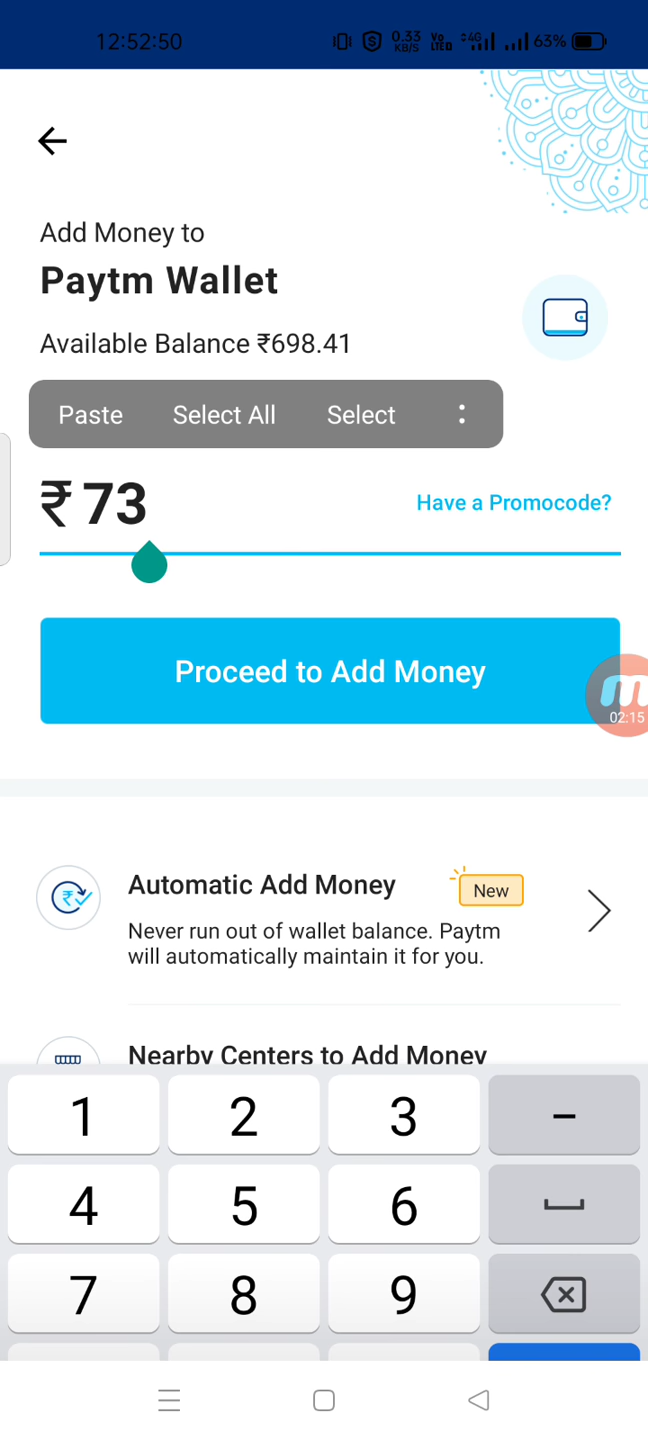 12:52:50
0.33 KB/S
Vo LTE
4G
63%
Add Money to
Paytm Wallet
Available Balance ₹698.41
Paste Select All Select
₹ 73
Have a Promocode?
Proceed to Add Money
02:15
Automatic Add Money
New
Never run out of wallet balance. Paytm
will automatically maintain it for you.
Nearby Centers to Add Money
1 2 3 –
4 5 6
7 8 9